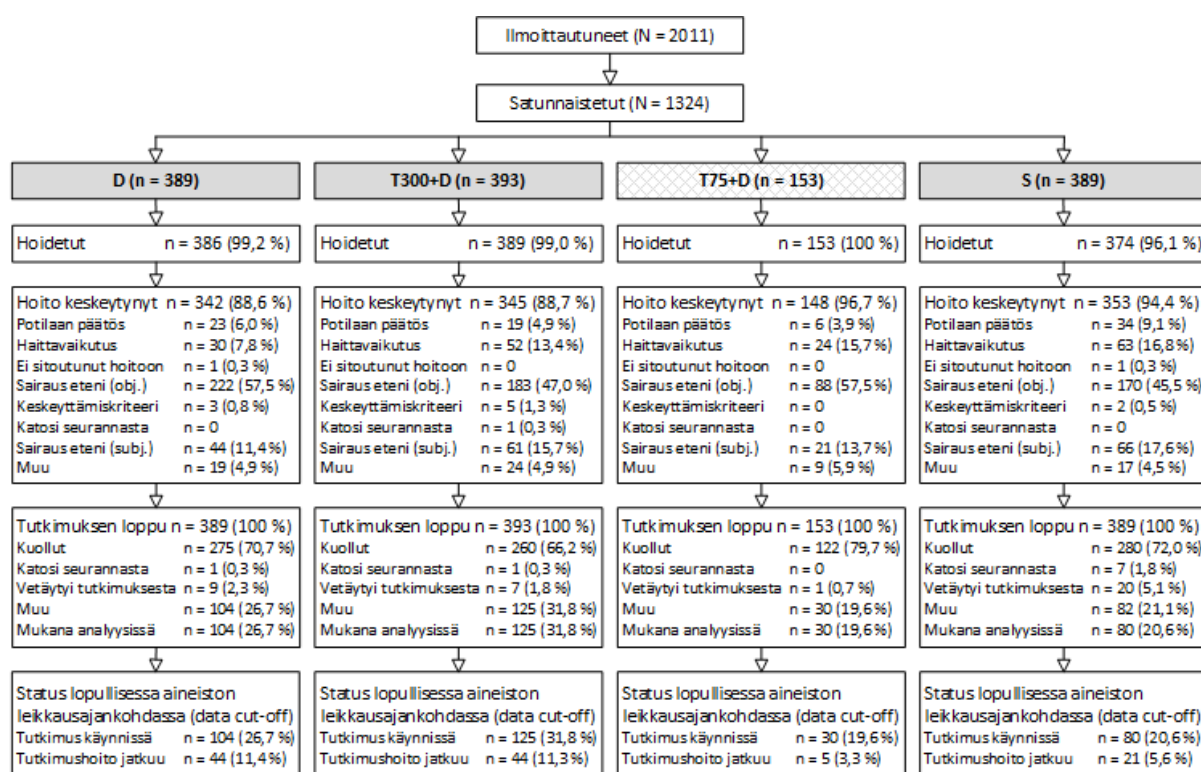 Ilmoittautuneet (N = 2011)
Satunnaistetut (N = 1324)
D (n = 389)
Hoidetut n = 386 (99,2 %)
Hoito keskeytynyt n = 342 (88,6 %)
Potilaan päätös n = 23 (6,0 %)
Haittavaikutus n = 30 (7,8 %)
Ei sitoutunut hoitoon n = 1 (0,3 %)
Sairaus eteni (obj.) n = 222 (57,5 %)
Keskeyttämiskriteeri n = 3 (0,8 %)
Katosi seurannasta n = 0
Sairaus eteni (subj.) n = 44 (11,4 %)
Muu n = 19 (4,9 %)
Tutkimuksen loppu n = 389 (100 %)
Kuollut n = 275 (70,7 %)
Katosi seurannasta n = 1 (0,3 %)
Vetäytyi tutkimuksesta n = 9 (2,3 %)
Muu n = 104 (26,7 %)
Mukana analyysissä n = 104 (26,7 %)
Status lopullisessa aineiston
leikkausajankohdassa (data cut-off)
Tutkimus käynnissä n = 104 (26,7 %)
Tutkimushoito jatkuu n = 44 (11,4 %)
T300+D (n = 393)
Hoidetut n = 389 (99,0 %)
Hoito keskeytynyt n = 345 (88,7 %)
Potilaan päätös n = 19 (4,9 %)
Haittavaikutus n = 52 (13,4 %)
Ei sitoutunut hoitoon n = 0
Sairaus eteni (obj.) n = 183 (47,0 %)
Keskeyttämiskriteeri n = 5 (1,3 %)
Katosi seurannasta n = 1 (0,3 %)
Sairaus eteni (subj.) n = 61 (15,7 %)
Muu n = 24 (4,9 %)
Tutkimuksen loppu n = 393 (100 %)
Kuollut n = 260 (66,2 %)
Katosi seurannasta n = 1 (0,3 %)
Vetäytyi tutkimuksesta n = 7 (1,8 %)
Muu n = 125 (31,8 %)
Mukana analyysissä n = 125 (31,8 %)
Status lopullisessa aineiston
leikkausajankohdassa (data cut-off)
Tutkimus käynnissä n = 125 (31,8 %)
Tutkimushoito jatkuu n = 44 (11,3 %)
T75+D (n = 153)
Hoidetut n = 153 (100 %)
Hoito keskeytynyt n = 148 (96,7 %)
Potilaan päätös n = 6 (3,9 %)
Haittavaikutus n = 24 (15,7 %)
Ei sitoutunut hoitoon n = 0
Sairaus eteni (obj.) n = 88 (57,5 %)
Keskeyttämiskriteeri n = 0
Katosi seurannasta n = 0
Sairaus eteni (subj.) n = 21 (13,7 %)
Muu n = 9 (5,9 %)
Tutkimuksen loppu n = 153 (100 %)
Kuollut n = 122 (79,7 %)
Katosi seurannasta n = 0
Vetäytyi tutkimuksesta n = 1 (0,7 %)
Muu n = 30 (19,6 %)
Mukana analyysissä n = 30 (19,6 %)
Status lopullisessa aineiston
leikkausajankohdassa (data cut-off)
Tutkimus käynnissä n = 30 (19,6 %)
Tutkimushoito jatkuu n = 5 (3,3 %)
S (n = 389)
Hoidetut n = 374 (96,1 %)
Hoito keskeytynyt n = 353 (94,4 %)
Potilaan päätös n = 34 (9,1 %)
Haittavaikutus n = 63 (16,8 %)
Ei sitoutunut hoitoon n = 1 (0,3 %)
Sairaus eteni (obj.) n = 170 (45,5 %)
Keskeyttämiskriteeri n = 2 (0,5 %)
Katosi seurannasta n = 0
Sairaus eteni (subj.) n = 66 (17,6 %)
Muu n = 17 (4,5 %)
Tutkimuksen loppu n = 389 (100 %)
Kuollut n = 280 (72,0 %)
Katosi seurannasta n = 7 (1,8 %)
Vetäytyi tutkimuksesta n = 20 (5,1 %)
Muu n = 82 (21,1 %)
Mukana analyysissä n = 80 (20,6 %)
Status lopullisessa aineiston
leikkausajankohdassa (data cut-off)
Tutkimus käynnissä n = 80 (20,6 %)
Tutkimushoito jatkuu n = 21 (5,6 %)